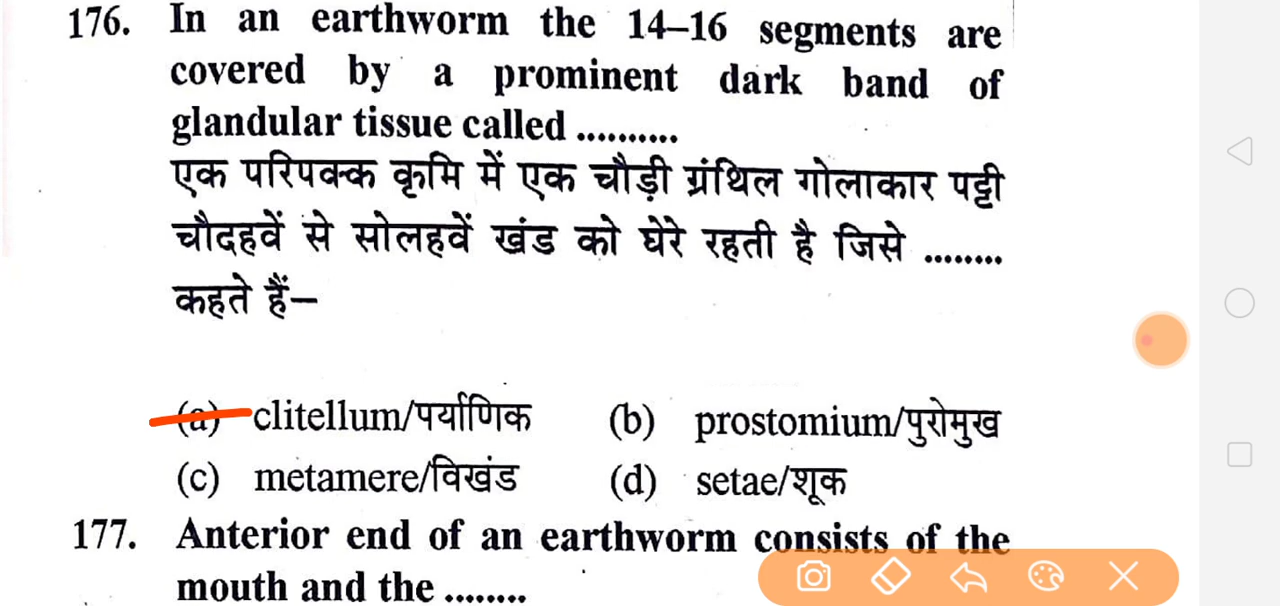 176. In an earthworm the 14–16 segments are
covered by a prominent dark band of
glandular tissue called ..........
एक परिपक्क कृमि में एक चौड़ी ग्रंथिल गोलाकार पट्टी
चौदहवें से सोलहवें खंड को घेरे रहती है जिसे ........
कहते हैं–
(a) clitellum/पर्याणिक (b) prostomium/पुरोमुख
(c) metamere/विखंड (d) setae/शूक
177. Anterior end of an earthworm consists of the
mouth and the ........